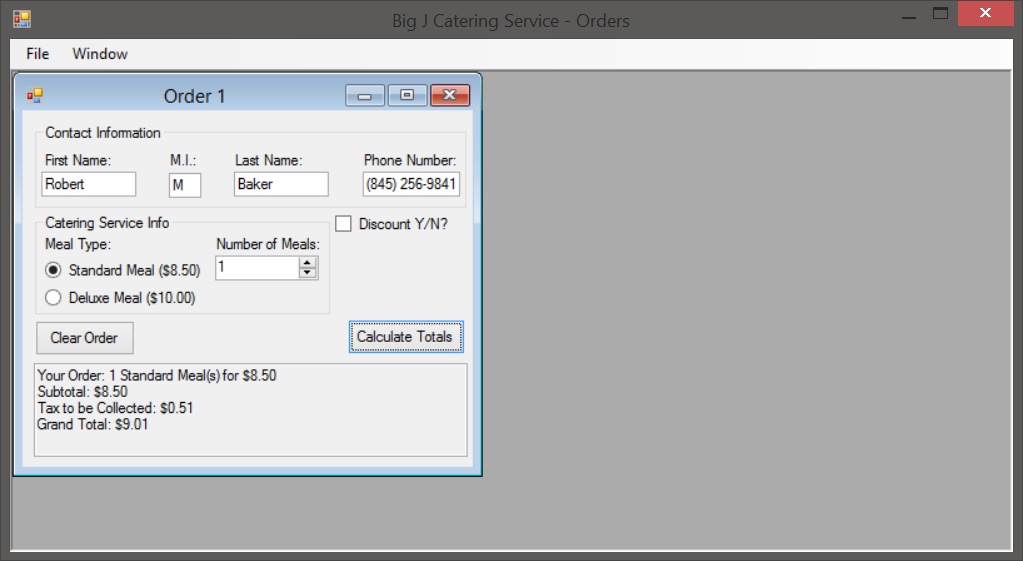 Big J Catering Service - Orders
File Window
Order 1
Contact Information
First Name: M.I.: Last Name: Phone Number:
Robert M Baker (845) 256-9841
Catering Service Info Discount Y/N?
Meal Type: Number of Meals:
Standard Meal ($8.50) 1
Deluxe Meal ($10.00)
Clear Order Calculate Totals
Your Order: 1 Standard Meal(s) for $8.50
Subtotal: $8.50
Tax to be Collected: $0.51
Grand Total: $9.01